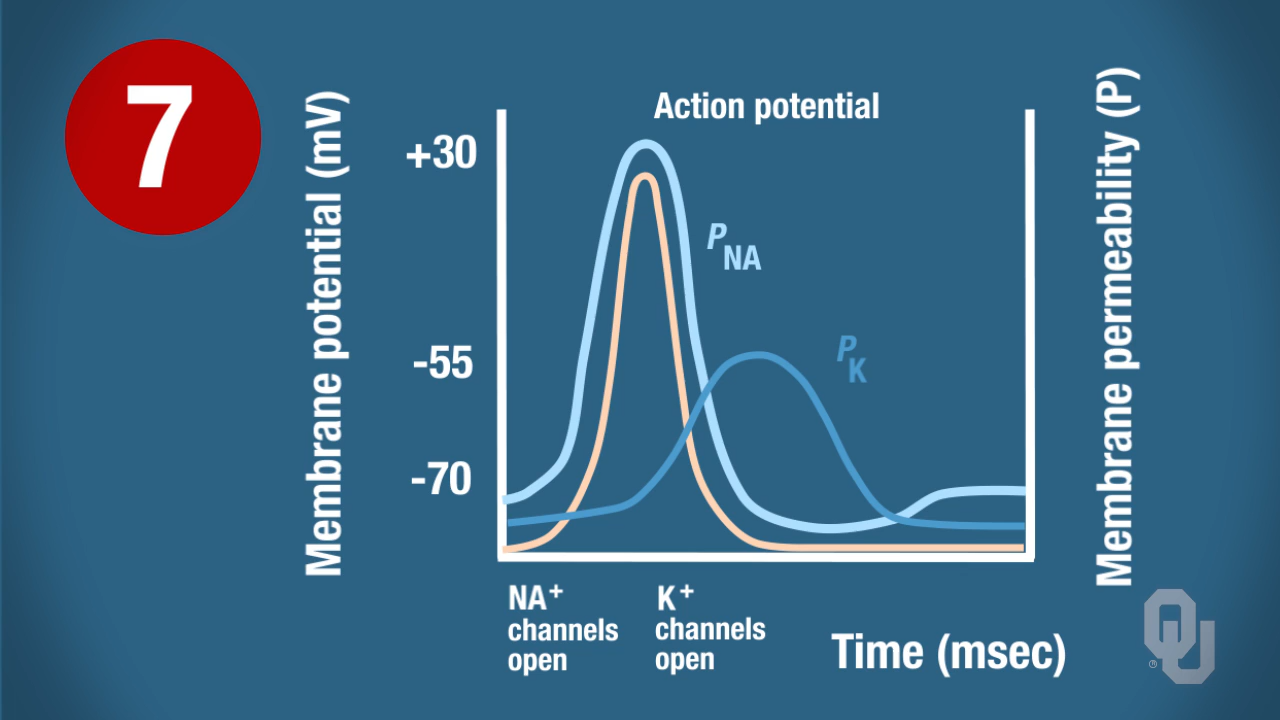 7
Action potential
Membrane potential (mV)
+30
-55
-70
P NA
P K
Membrane permeability (P)
NA+
channels
open
K+
channels
open
Time (msec)
OU
®